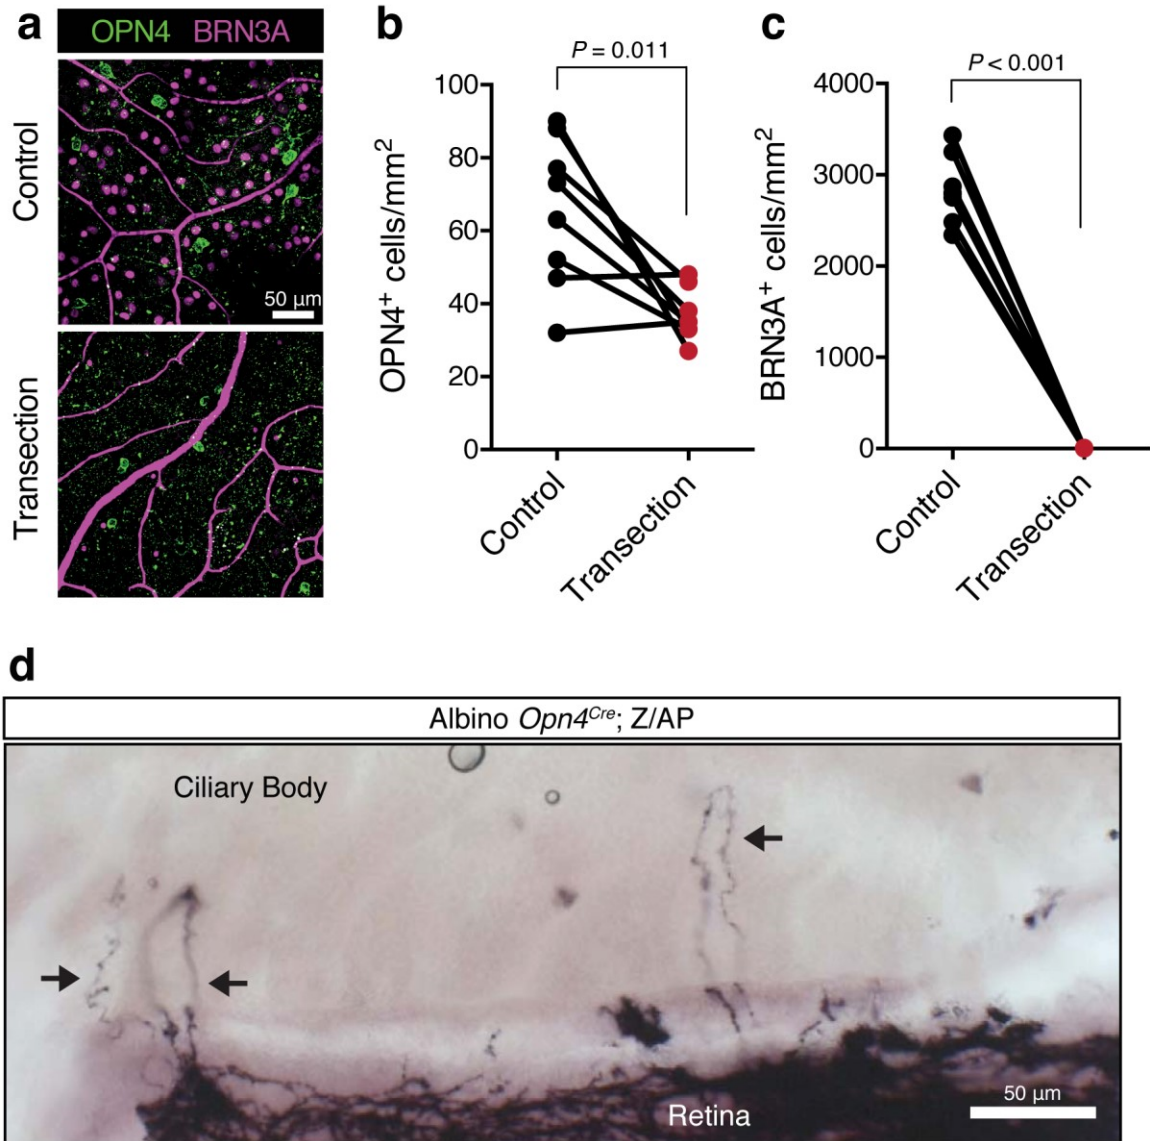 a
OPN4 BRN3A
Control
50 µm
Transection
b
P = 0.011
100
80
60
40
20
0
OPN4⁺ cells/mm²
Control
Transection
c
P < 0.001
4000
3000
2000
1000
0
BRN3A⁺ cells/mm²
Control
Transection
d
Albino Opn4ᶜʳᵉ; Z/AP
Ciliary Body
Retina
50 µm